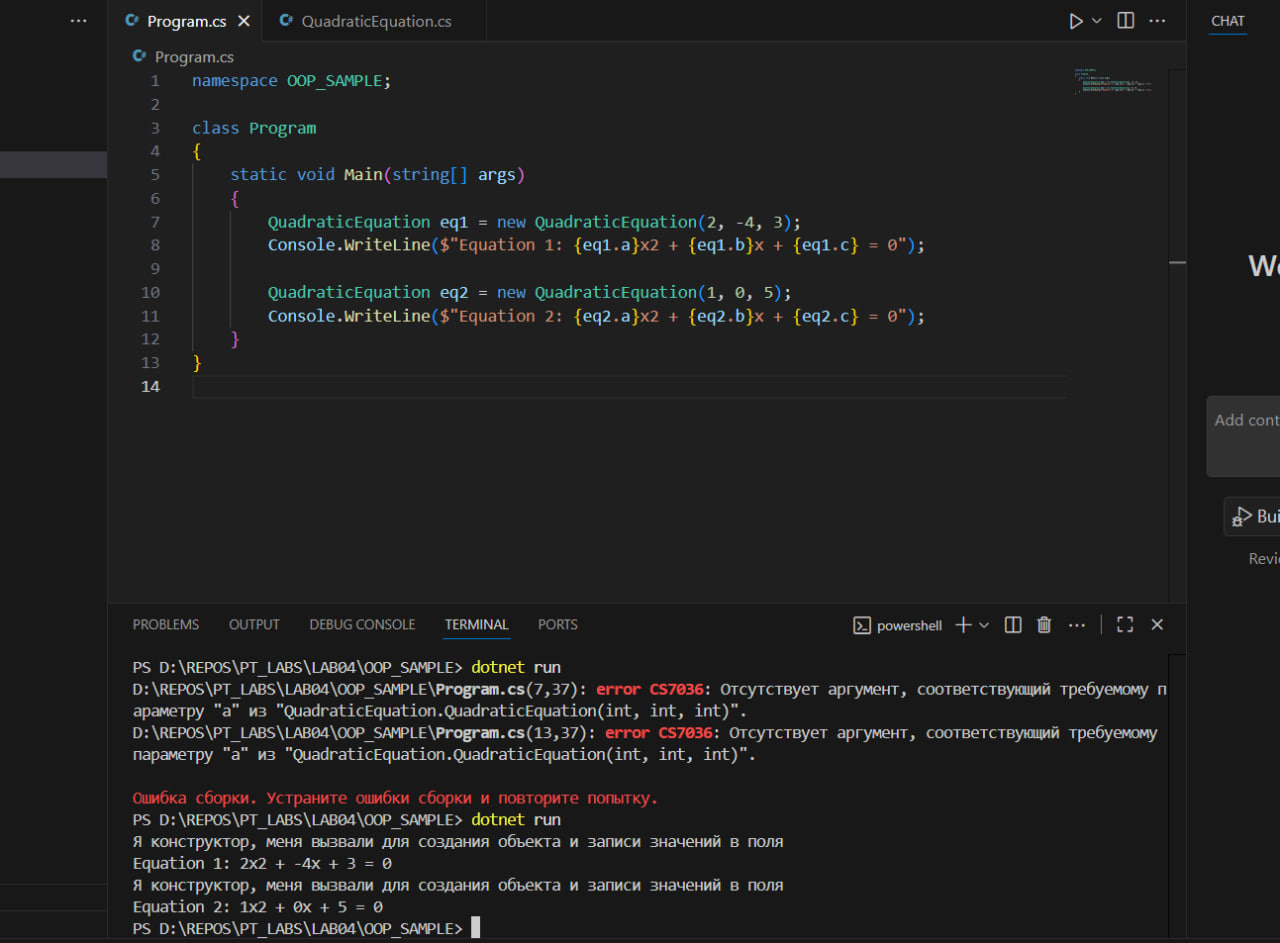 Program.cs
QuadraticEquation.cs
CHAT
Program.cs
1 namespace OOP_SAMPLE;
2
3 class Program
4 {
5     static void Main(string[] args)
6     {
7         QuadraticEquation eq1 = new QuadraticEquation(2, -4, 3);
8         Console.WriteLine($"Equation 1: {eq1.a}x2 + {eq1.b}x + {eq1.c} = 0");
9
10         QuadraticEquation eq2 = new QuadraticEquation(1, 0, 5);
11         Console.WriteLine($"Equation 2: {eq2.a}x2 + {eq2.b}x + {eq2.c} = 0");
12     }
13 }
14
Add cont
Bui
PROBLEMS OUTPUT DEBUG CONSOLE TERMINAL PORTS powershell
PS D:\REPOS\PT_LABS\LAB04\OOP_SAMPLE> dotnet run
D:\REPOS\PT_LABS\LAB04\OOP_SAMPLE\Program.cs(7,37): error CS7036: Отсутствует аргумент, соответствующий требуемому п
араметру "a" из "QuadraticEquation.QuadraticEquation(int, int, int)".
D:\REPOS\PT_LABS\LAB04\OOP_SAMPLE\Program.cs(13,37): error CS7036: Отсутствует аргумент, соответствующий требуемому
параметру "a" из "QuadraticEquation.QuadraticEquation(int, int, int)".
Ошибка сборки. Устраните ошибки сборки и повторите попытку.
PS D:\REPOS\PT_LABS\LAB04\OOP_SAMPLE> dotnet run
Я конструктор, меня вызвали для создания объекта и записи значений в поля
Equation 1: 2x2 + -4x + 3 = 0
Я конструктор, меня вызвали для создания объекта и записи значений в поля
Equation 2: 1x2 + 0x + 5 = 0
PS D:\REPOS\PT_LABS\LAB04\OOP_SAMPLE>